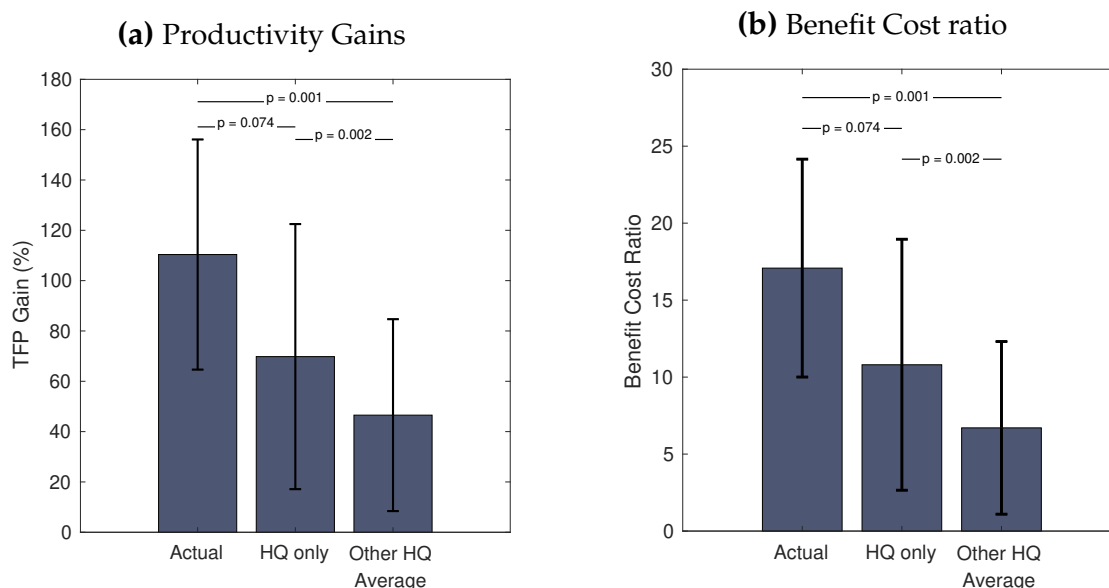 (a) Productivity Gains
180
160
140
120
100
80
60
40
20
0
TFP Gain (%)
p = 0.001
p = 0.074
p = 0.002
Actual
HQ only
Other HQ
Average
(b) Benefit Cost ratio
30
25
20
15
10
5
0
Benefit Cost Ratio
p = 0.001
p = 0.074
p = 0.002
Actual
HQ only
Other HQ
Average